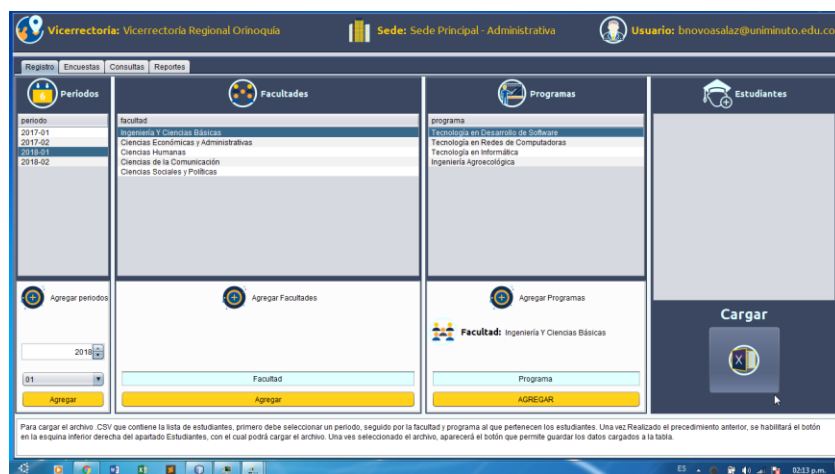 Vicerrectoría: Vicerrectoría Regional Orinoquía
Sede: Sede Principal - Administrativa
Usuario: bnovoasalaz@uniminuto.edu.co
Registro Encuestas Consultas Reportes
Periodos
Facultades
Programas
Estudiantes
periodo
2017-01
2017-02
2018-01
2018-02
facultad
Ingeniería Y Ciencias Básicas
Ciencias Económicas y Administrativas
Ciencias Humanas
Ciencias de la Comunicación
Ciencias Sociales y Políticas
programa
Tecnología en Desarrollo de Software
Tecnología en Redes de Computadoras
Tecnología en Informática
Ingeniería Agroecológica
Agregar periodos
2018
01
Agregar
Agregar Facultades
Facultad
Agregar
Agregar Programas
Facultad: Ingeniería Y Ciencias Básicas
Programa
AGREGAR
Cargar
Para cargar el archivo .CSV que contiene la lista de estudiantes, primero debe seleccionar un periodo, seguido por la facultad y programa al que pertenecen los estudiantes. Una vez Realizado el precedimiento anterior, se habilitará el botón
en la esquina inferior derecha del apartado Estudiantes, con el cual podrá cargar el archivo. Una ves seleccionado el archivo, aparecerá el botón que permite guardar los datos cargados a la tabla.
ES
02:13 p.m.